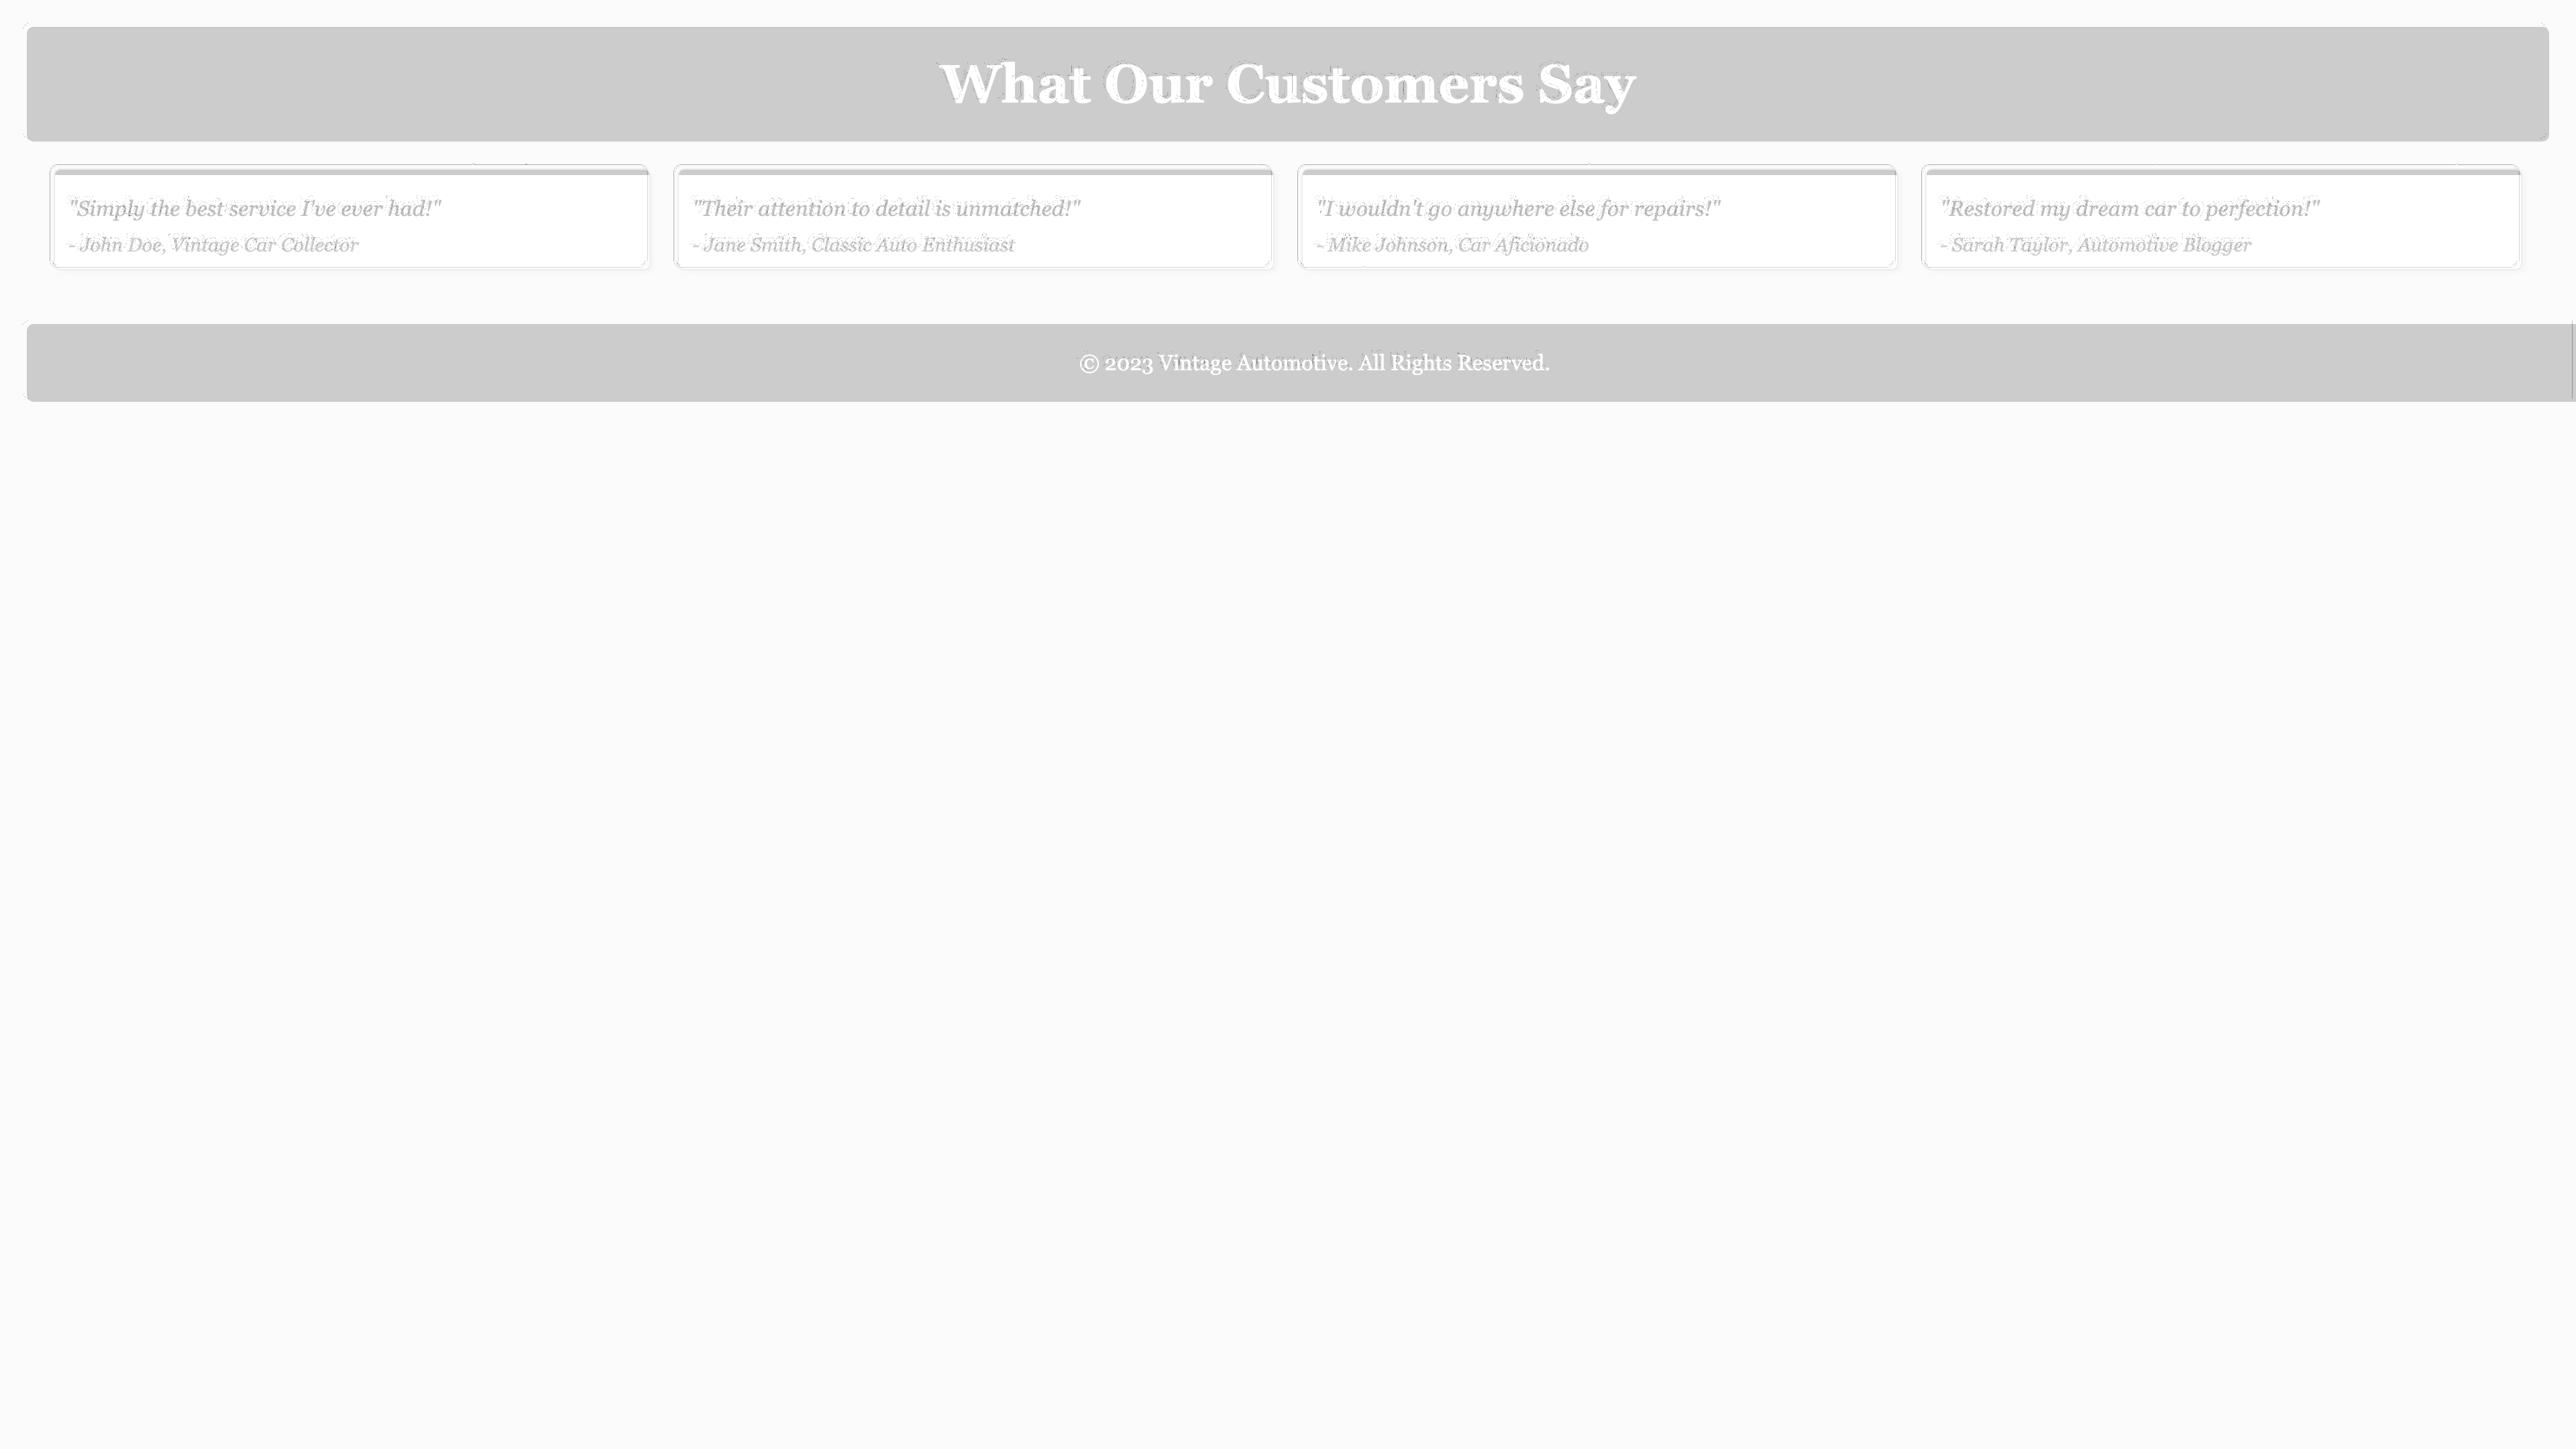 What Our Customers Say
"Simply the best service I've ever had!"
- John Doe, Vintage Car Collector
"Their attention to detail is unmatched!"
- Jane Smith, Classic Auto Enthusiast
"I wouldn't go anywhere else for repairs!"
- Mike Johnson, Car Aficionado
"Restored my dream car to perfection!"
- Sarah Taylor, Automotive Blogger
© 2023 Vintage Automotive. All Rights Reserved.